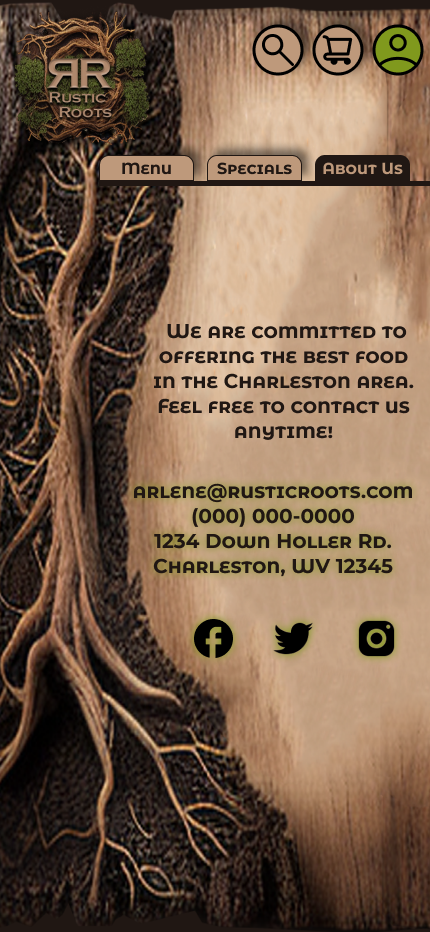 RR
Rustic
Roots
Menu
Specials
About Us
We are committed to
offering the best food
in the Charleston area.
Feel free to contact us
anytime!
arlene@rusticroots.com
(000) 000-0000
1234 Down Holler Rd.
Charleston, WV 12345